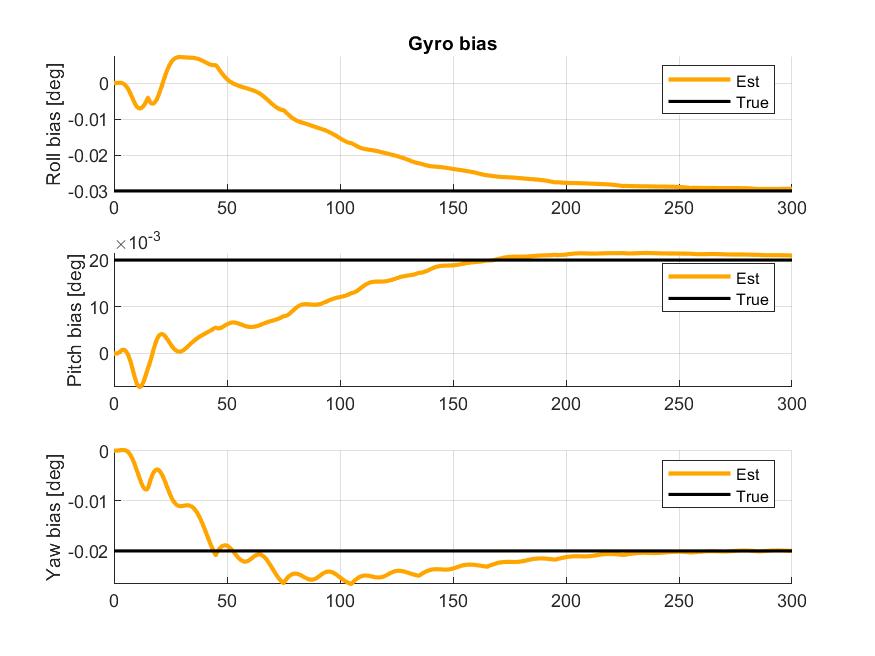 Gyro bias
Roll bias [deg]
0
-0.01
-0.02
-0.03
Est
True
0 50 100 150 200 250 300
×10⁻³
Pitch bias [deg]
20
10
0
Est
True
0 50 100 150 200 250 300
Yaw bias [deg]
0
-0.01
-0.02
Est
True
0 50 100 150 200 250 300